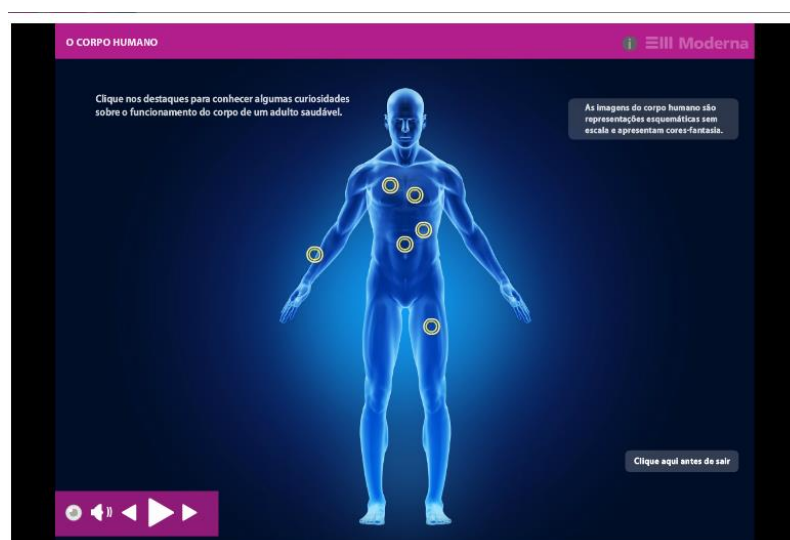 O CORPO HUMANO
Moderna
Clique nos destaques para conhecer algumas curiosidades
sobre o funcionamento do corpo de um adulto saudável.
As imagens do corpo humano são
representações esquemáticas sem
escala e apresentam cores-fantasia.
Clique aqui antes de sair